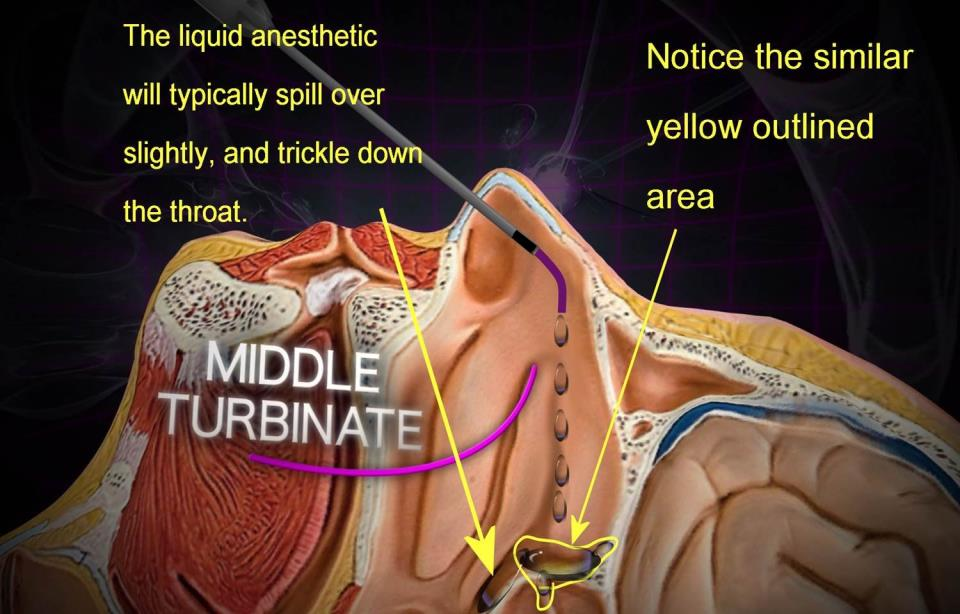 The liquid anesthetic
will typically spill over
slightly, and trickle down
the throat.
Notice the similar
yellow outlined
area
MIDDLE
TURBINATE